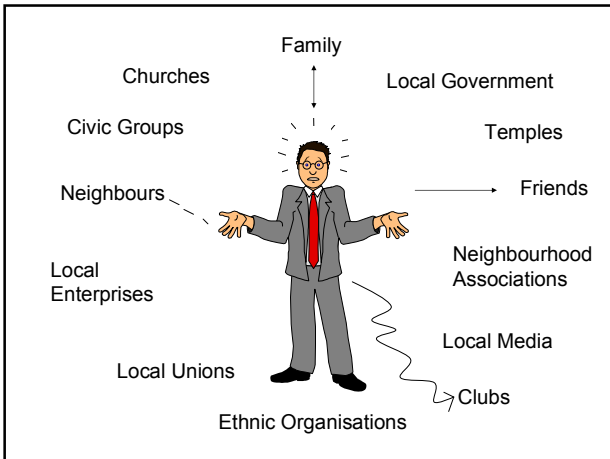 Family
Churches
Local Government
Civic Groups
Temples
Neighbours
Friends
Neighbourhood
Associations
Local
Enterprises
Local Media
Local Unions
Clubs
Ethnic Organisations